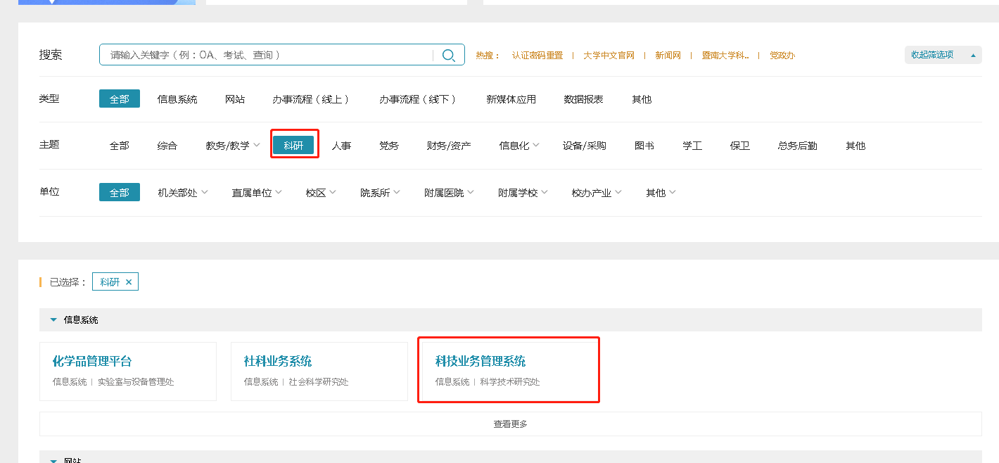 搜索 请输入关键字（例：OA、考试、查询） 热搜： 认证密码重置 | 大学中文官网 | 新闻网 | 暨南大学科.. | 党政办 收起筛选项
类型 全部 信息系统 网站 办事流程（线上） 办事流程（线下） 新媒体应用 数据报表 其他
主题 全部 综合 教务/教学 科研 人事 党务 财务/资产 信息化 设备/采购 图书 学工 保卫 总务后勤 其他
单位 全部 机关部处 直属单位 校区 院系所 附属医院 附属学校 校办产业 其他
已选择： 科研 ×
信息系统
化学品管理平台 社科业务系统 科技业务管理系统
信息系统 | 实验室与设备管理处 信息系统 | 社会科学研究处 信息系统 | 科学技术研究处
查看更多
网站